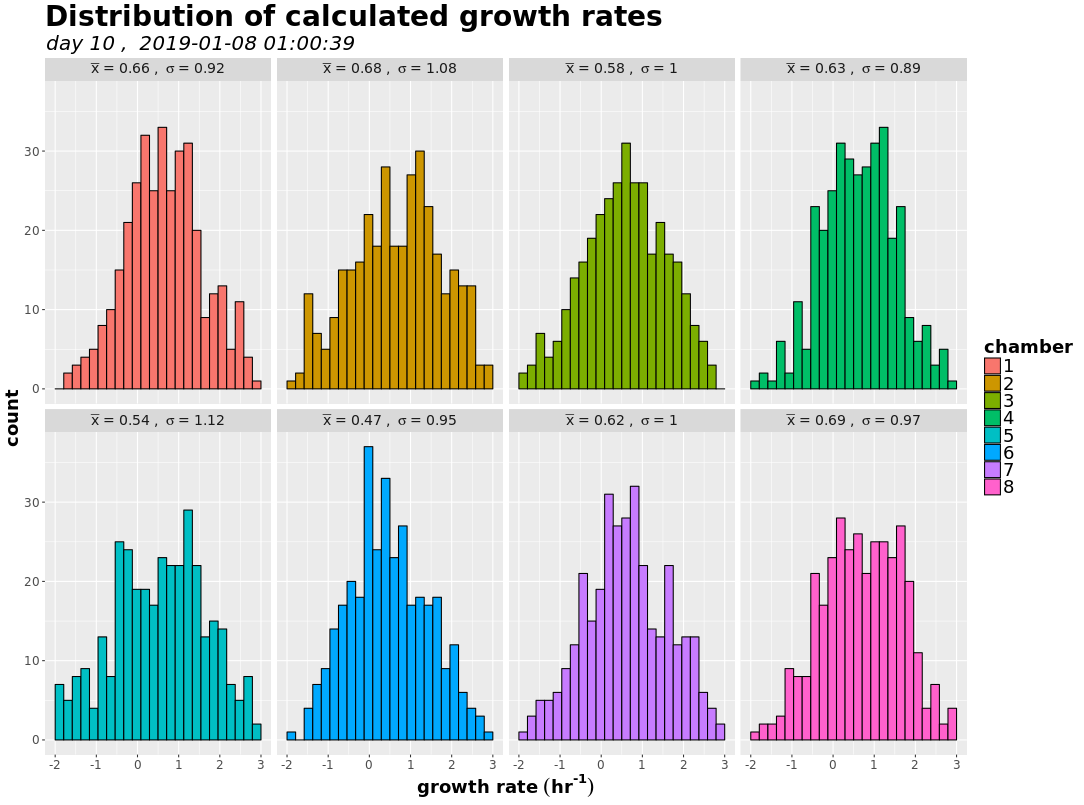 Distribution of calculated growth rates
day 10 ,  2019-01-08 01:00:39
x̅ = 0.66 ,  σ = 0.92
x̅ = 0.68 ,  σ = 1.08
x̅ = 0.58 ,  σ = 1
x̅ = 0.63 ,  σ = 0.89
30
20
10
0
x̅ = 0.54 ,  σ = 1.12
x̅ = 0.47 ,  σ = 0.95
x̅ = 0.62 ,  σ = 1
x̅ = 0.69 ,  σ = 0.97
30
20
10
0
-2 -1 0 1 2 3
-2 -1 0 1 2 3
-2 -1 0 1 2 3
-2 -1 0 1 2 3
count
growth rate (hr⁻¹)
chamber
1
2
3
4
5
6
7
8